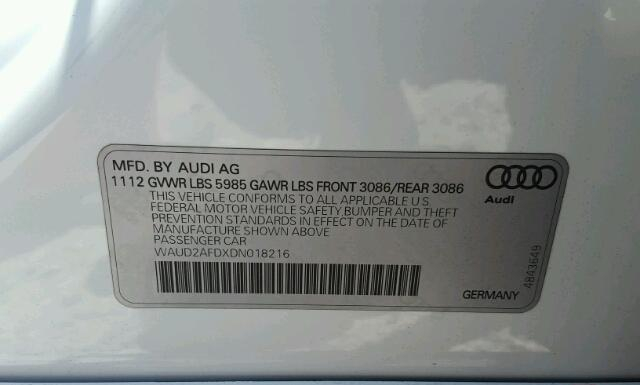 MFD. BY AUDI AG
1112 GVWR LBS 5985 GAWR LBS FRONT 3086/REAR 3086
THIS VEHICLE CONFORMS TO ALL APPLICABLE U.S.
FEDERAL MOTOR VEHICLE SAFETY, BUMPER AND THEFT
PREVENTION STANDARDS IN EFFECT ON THE DATE OF
MANUFACTURE SHOWN ABOVE
PASSENGER CAR
WAUD2AFDXDN018216
Audi
4843649
GERMANY